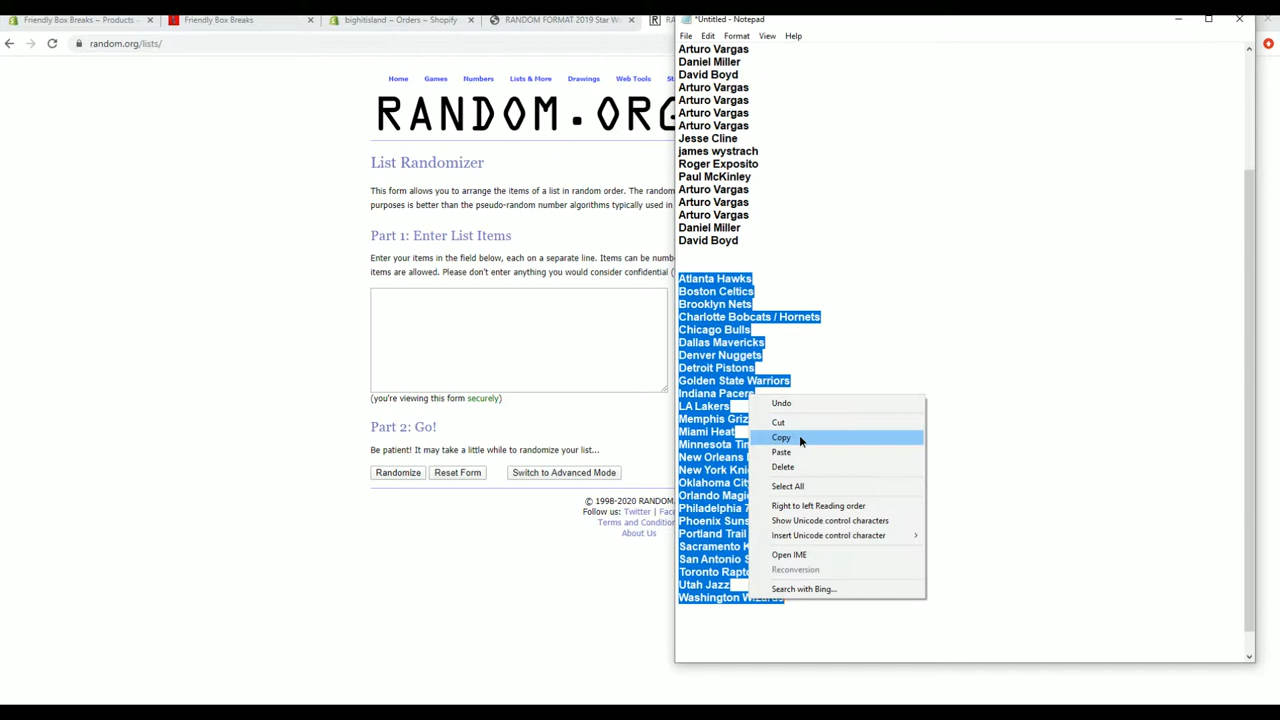 Friendly Box Breaks ~ Products -
Friendly Box Breaks
bighitisland ~ Orders ~ Shopify
RANDOM FORMAT 2019 Star
*Untitled - Notepad
random.org/lists/
File Edit Format View Help
Home Games Numbers Lists & More Drawings Web Tools
RANDOM.ORG
List Randomizer
This form allows you to arrange the items of a list in random order. The
purposes is better than the pseudo-random number algorithms typically used in
Part 1: Enter List Items
Enter your items in the field below, each on a separate line. Items can be
items are allowed. Please don't enter anything you would consider confidential (
(you're viewing this form securely)
Part 2: Go!
Be patient! It may take a little while to randomize your list.
Randomize Reset Form Switch to Advanced Mode
© 1998-2020 RANDOM.
Follow us: Twitter |
Terms and
About Us
Arturo Vargas
Daniel Miller
David Boyd
Arturo Vargas
Arturo Vargas
Arturo Vargas
Arturo Vargas
Jesse Cline
james wystrach
Roger Exposito
Paul McKinley
Arturo Vargas
Arturo Vargas
Arturo Vargas
Daniel Miller
David Boyd
Atlanta Hawks
Boston Celtics
Brooklyn Nets
Charlotte Bobcats / Hornets
Chicago Bulls
Dallas Mavericks
Denver Nuggets
Detroit Pistons
Golden State Warriors
Indiana Pacers
LA Lakers
Memphis Griz
Miami Heat
Minnesota
New Orleans
New York
Oklahoma
Orlando Magic
Philadelphia 7
Phoenix Suns
Portland Trail
Sacramento K
San Antonio S
Toronto
Utah Jazz
Washington Wizards
Undo
Cut
Copy
Paste
Delete
Select All
Right to left Reading order
Show Unicode control characters
Insert Unicode control character
Open IME
Reconversion
Search with Bing...